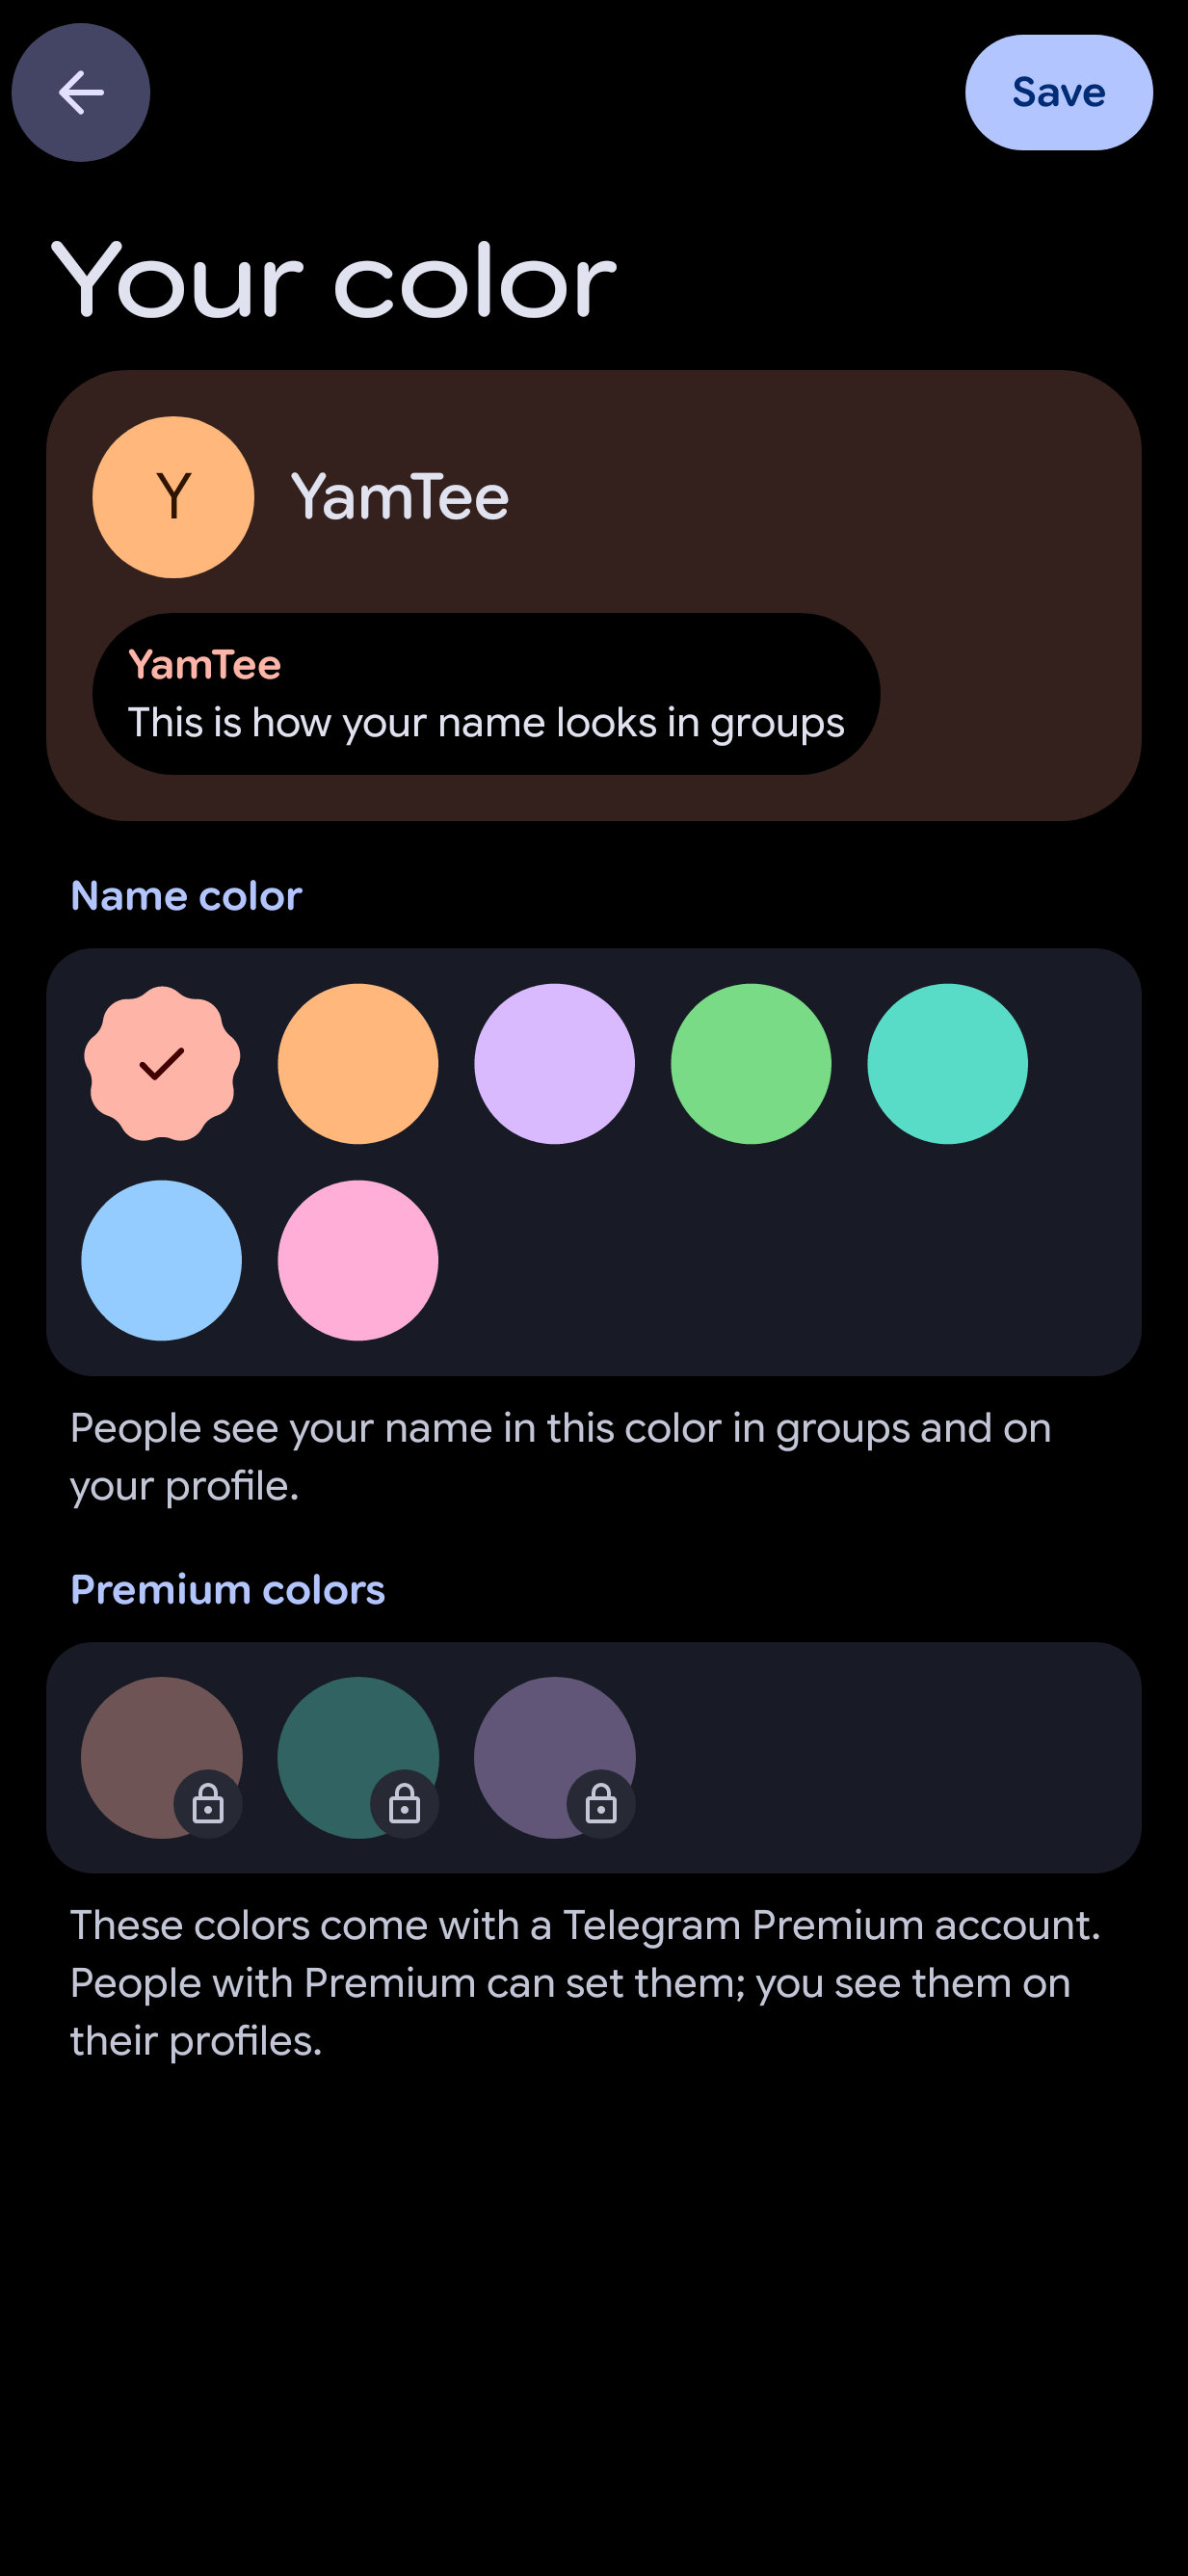 Save
Your color
Y
YamTee
YamTee
This is how your name looks in groups
Name color
People see your name in this color in groups and on
your profile.
Premium colors
These colors come with a Telegram Premium account.
People with Premium can set them; you see them on
their profiles.